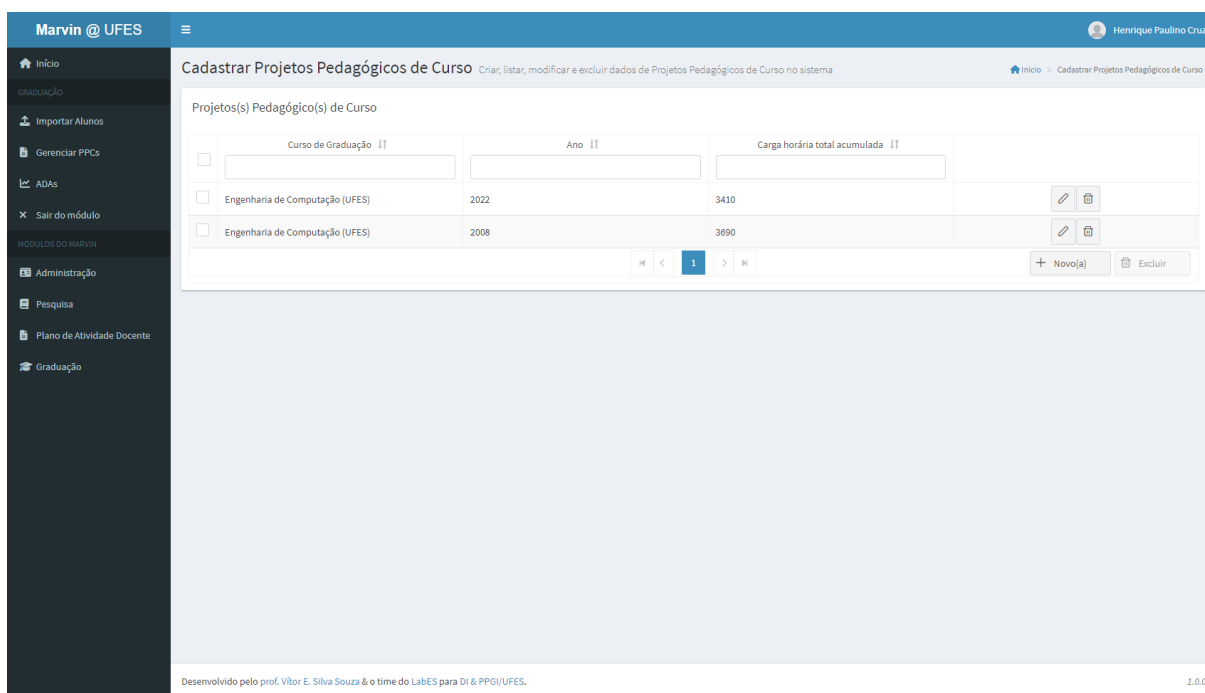 Marvin @ UFES
Henrique Paulino Cruz
Início
Cadastrar Projetos Pedagógicos de Curso Criar, listar, modificar e excluir dados de Projetos Pedagógicos de Curso no sistema
Início > Cadastrar Projetos Pedagógicos de Curso
GRADUAÇÃO
Importar Alunos
Gerenciar PPCs
ADAs
Sair do módulo
MÓDULOS DO MARVIN
Administração
Pesquisa
Plano de Atividade Docente
Graduação
Projetos(s) Pedagógico(s) de Curso
Curso de Graduação Ano Carga horária total acumulada
Engenharia de Computação (UFES) 2022 3410
Engenharia de Computação (UFES) 2008 3690
1
+ Novo(a) Excluir
Desenvolvido pelo prof. Vítor E. Silva Souza & o time do LabES para DI & PPGI/UFES.